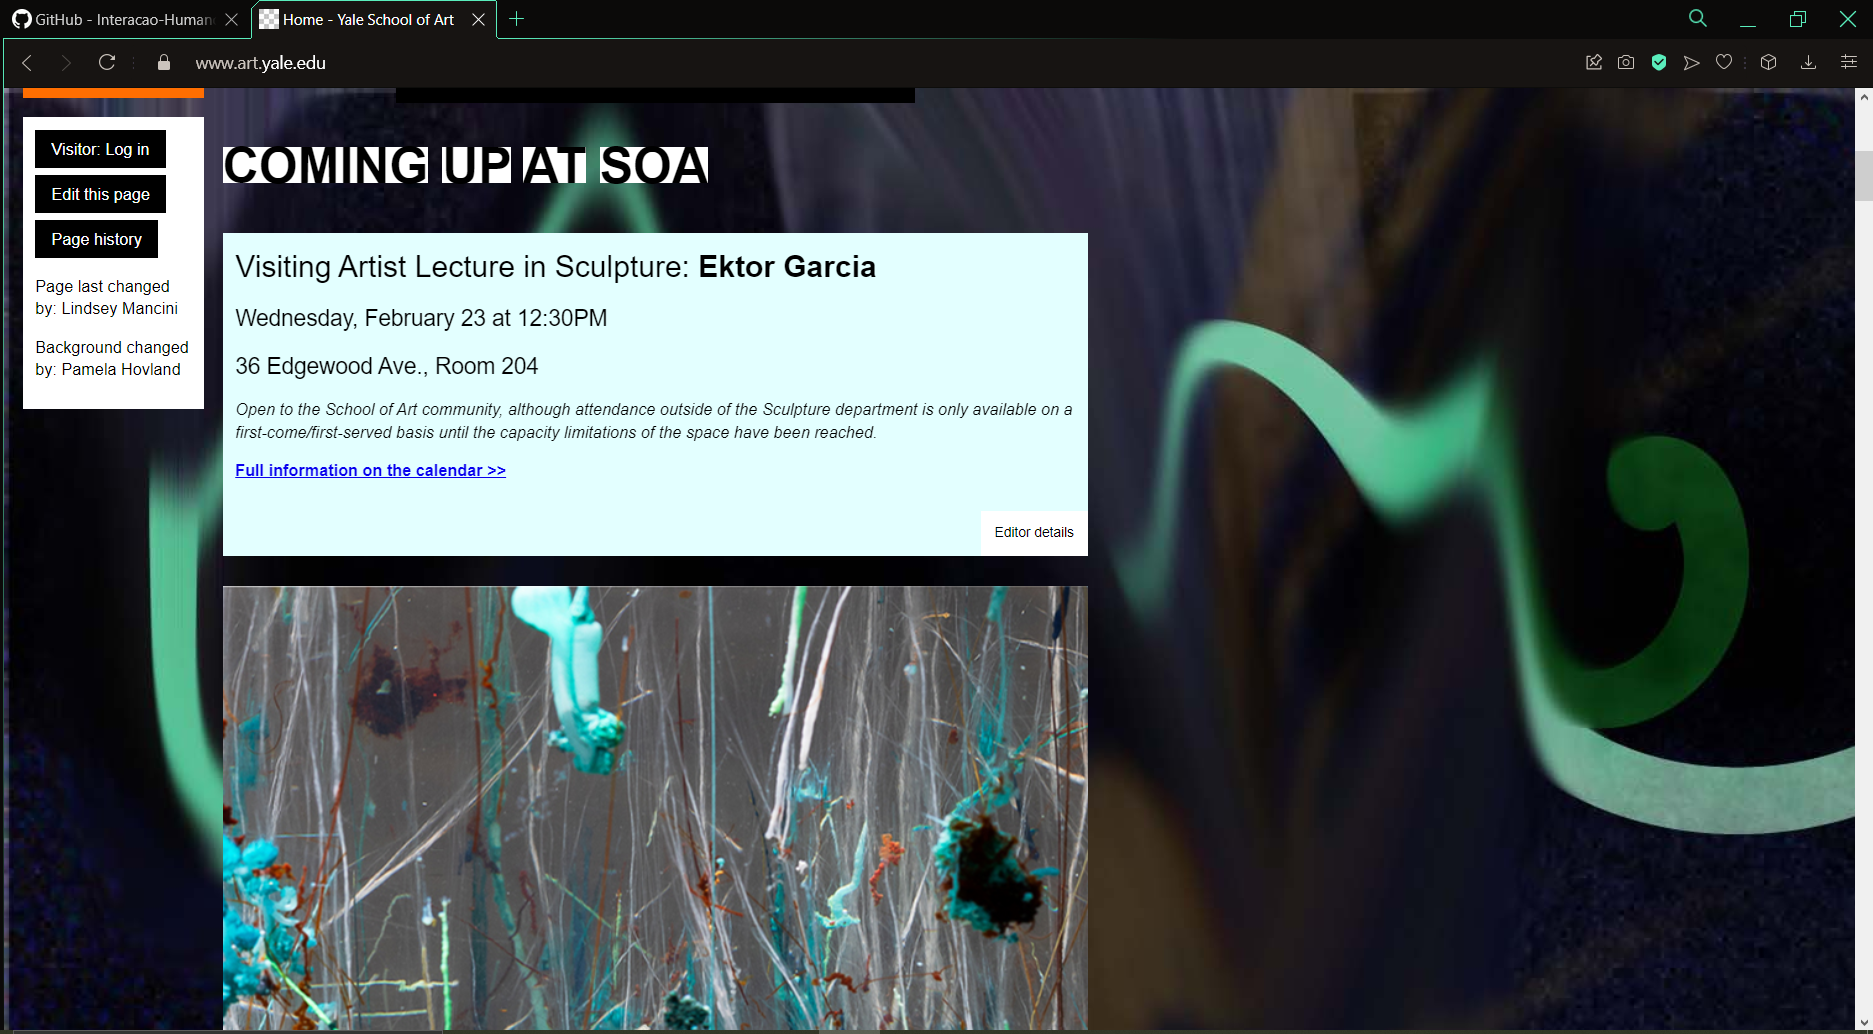 GitHub - Interacao-Human
Home - Yale School of Art
www.art.yale.edu
Visitor: Log in
Edit this page
Page history
Page last changed
by: Lindsey Mancini
Background changed
by: Pamela Hovland
COMING UP AT SOA
Visiting Artist Lecture in Sculpture: Ektor Garcia
Wednesday, February 23 at 12:30PM
36 Edgewood Ave., Room 204
Open to the School of Art community, although attendance outside of the Sculpture department is only available on a
first-come/first-served basis until the capacity limitations of the space have been reached.
Full information on the calendar >>
Editor details